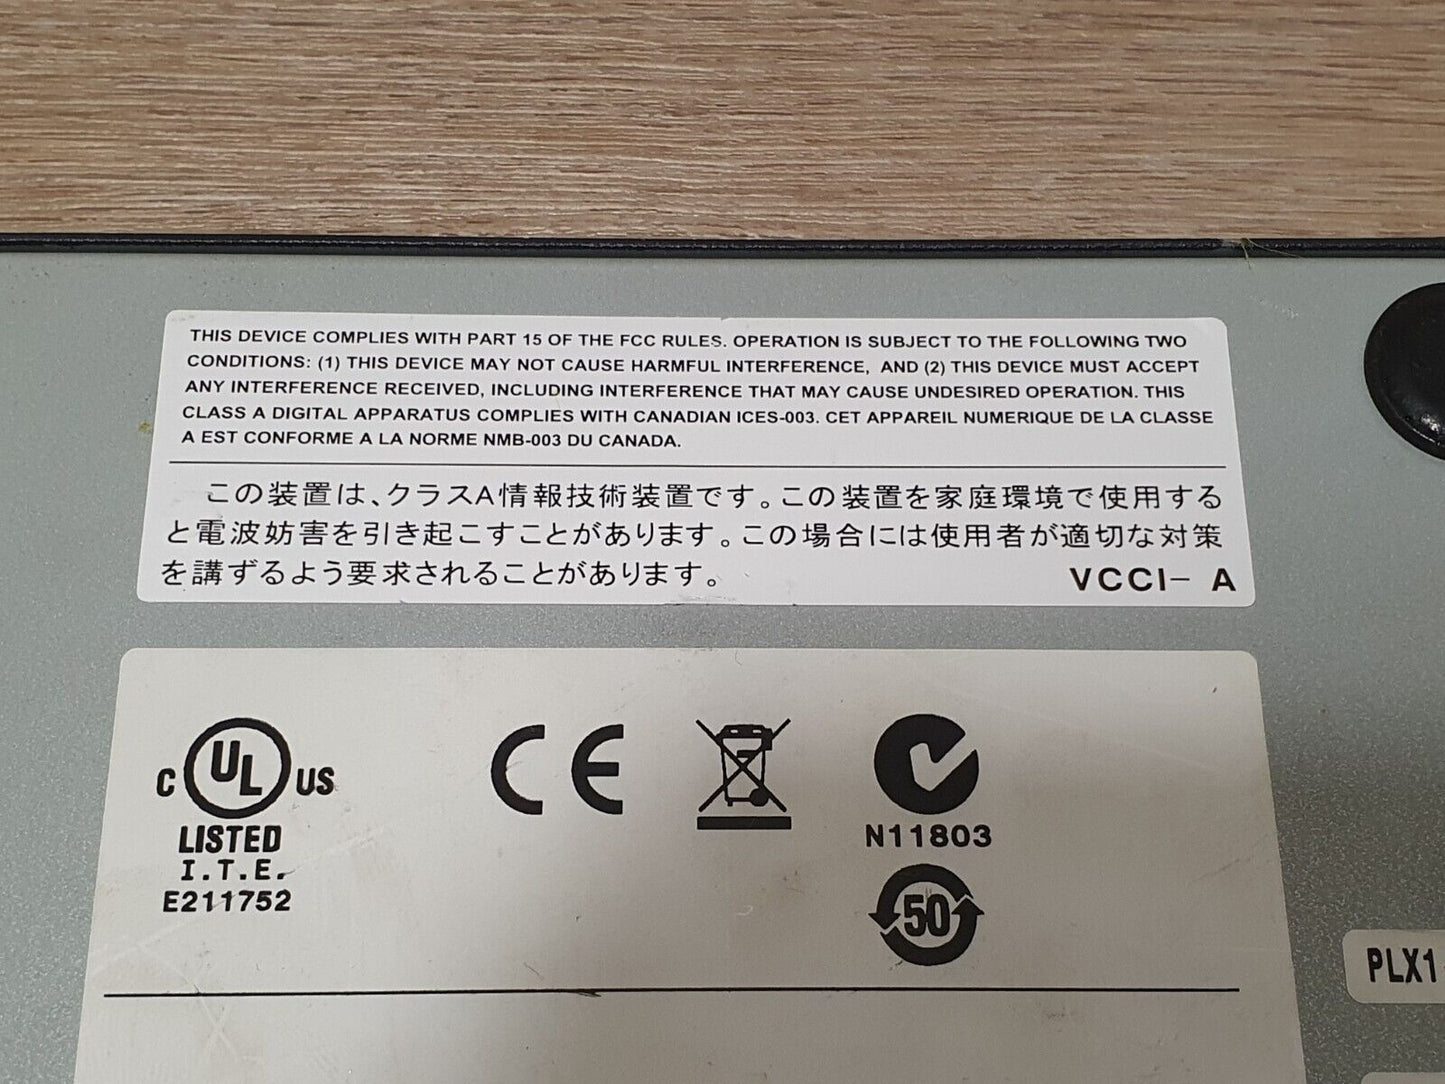 THIS DEVICE COMPLIES WITH PART 15 OF THE FCC RULES. OPERATION IS SUBJECT TO THE FOLLOWING TWO
CONDITIONS: (1) THIS DEVICE MAY NOT CAUSE HARMFUL INTERFERENCE, AND (2) THIS DEVICE MUST ACCEPT
ANY INTERFERENCE RECEIVED, INCLUDING INTERFERENCE THAT MAY CAUSE UNDESIRED OPERATION. THIS
CLASS A DIGITAL APPARATUS COMPLIES WITH CANADIAN ICES-003. CET APPAREIL NUMERIQUE DE LA CLASSE
A EST CONFORME A LA NORME NMB-003 DU CANADA.
この装置は、クラスA情報技術装置です。この装置を家庭環境で使用する
と電波妨害を引き起こすことがあります。この場合には使用者が適切な対策
を講ずるよう要求されることがあります。
VCCI- A
C UL US
LISTED
I.T.E.
E211752
CE
N11803
50
PLX1